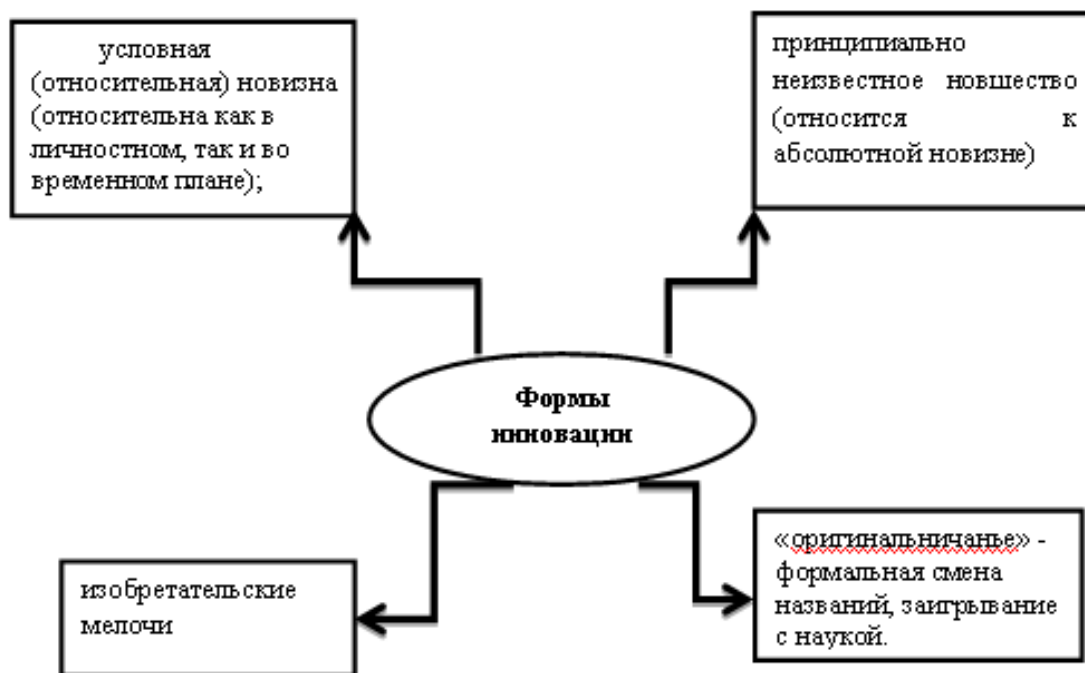 условная
(относительная) новизна
(относительна как в
личностном, так и во
временном плане);
принципиально
неизвестное новшество
(относится к
абсолютной новизне)
Формы
инновации
изобретательские
мелочи
«оригинальничанье» -
формальная смена
названий, заигрывание
с наукой.